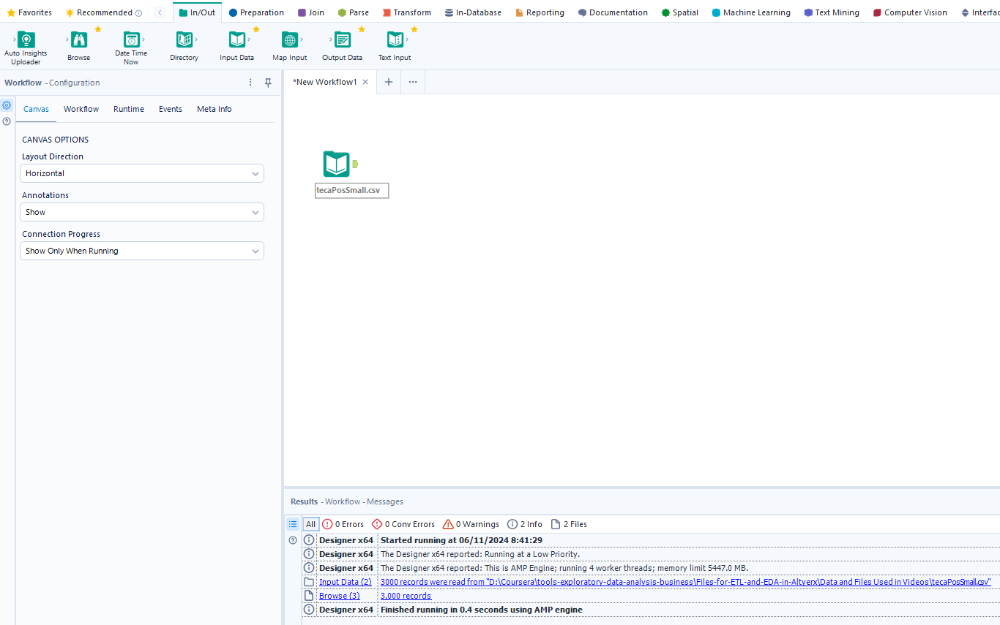 Favorites Recommended In/Out Preparation Join Parse Transform In-Database Reporting Documentation Spatial Machine Learning Text Mining Computer Vision Interfac
Auto Insights Uploader Browse Date Time Now Directory Input Data Map Input Output Data Text Input
Workflow - Configuration
*New Workflow1
Canvas Workflow Runtime Events Meta Info
CANVAS OPTIONS
Layout Direction
Horizontal
Annotations
Show
Connection Progress
Show Only When Running
tecaPosSmall.csv
Results - Workflow - Messages
All 0 Errors 0 Conv Errors 0 Warnings 2 Info 2 Files
Designer x64 Started running at 06/11/2024 8:41:29
Designer x64 The Designer x64 reported: Running at a Low Priority.
Designer x64 The Designer x64 reported: This is AMP Engine; running 4 worker threads; memory limit 5447.0 MB.
Input Data (2) 3000 records were read from "D:\Coursera\tools-exploratory-data-analysis-business\Files-for-ETL-and-EDA-in-Altyerx\Data and Files Used in Videos\tecaPosSmall.csv"
Browse (3) 3,000 records
Designer x64 Finished running in 0.4 seconds using AMP engine